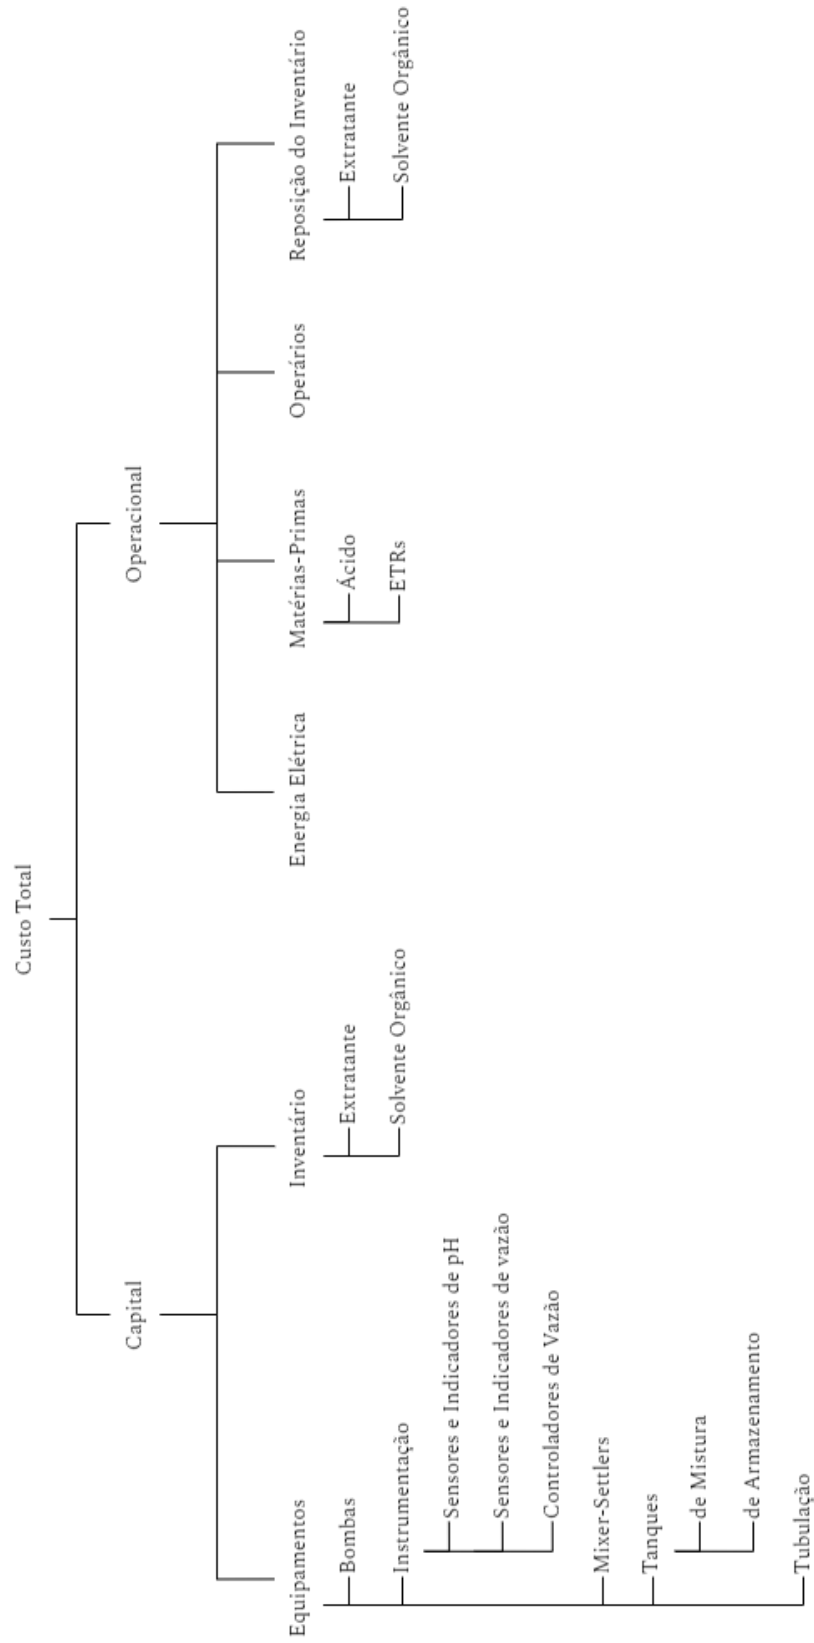 Custo Total
Capital
Operacional
Equipamentos
Inventário
Energia Elétrica
Matérias-Primas
Operários
Reposição do Inventário
Bombas
Instrumentação
Sensores e Indicadores de pH
Sensores e Indicadores de vazão
Controladores de Vazão
Mixer-Settlers
Tanques
de Mistura
de Armazenamento
Tubulação
Extratante
Solvente Orgânico
Ácido
ETRs
Extratante
Solvente Orgânico